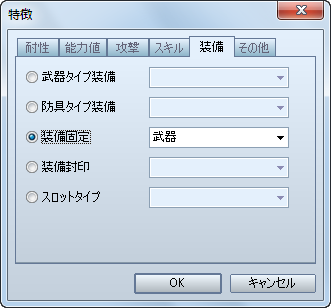 特徴
耐性 能力値 攻撃 スキル 装備 その他
武器タイプ装備
防具タイプ装備
装備固定 武器
装備封印
スロットタイプ
OK キャンセル